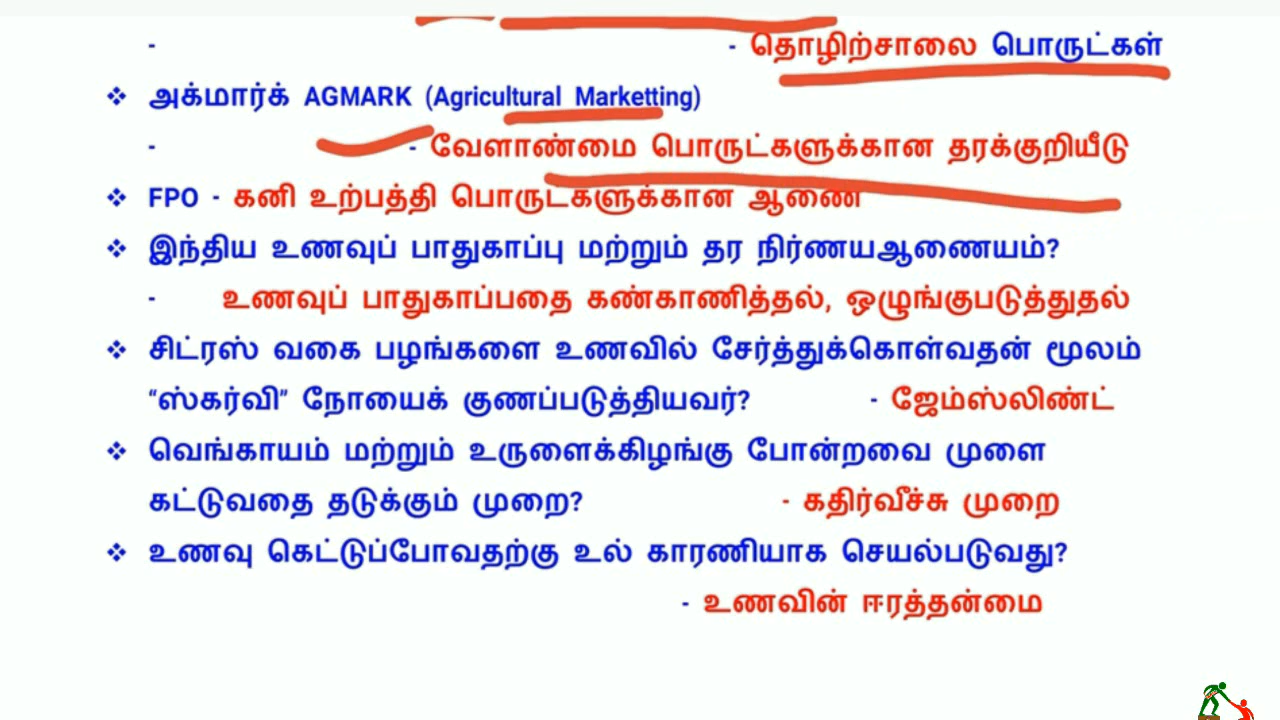 - - தொழிற்சாலை பொருட்கள்
❖ அக்மார்க் AGMARK (Agricultural Marketting)
- - வேளாண்மை பொருட்களுக்கான தரக்குறியீடு
❖ FPO - கனி உற்பத்தி பொருட்களுக்கான ஆணை
❖ இந்திய உணவுப் பாதுகாப்பு மற்றும் தர நிர்ணயஆணையம்?
- உணவுப் பாதுகாப்பதை கண்காணித்தல், ஒழுங்குபடுத்துதல்
❖ சிட்ரஸ் வகை பழங்களை உணவில் சேர்த்துக்கொள்வதன் மூலம்
“ஸ்கர்வி” நோயைக் குணப்படுத்தியவர்? - ஜேம்ஸ்லிண்ட்
❖ வெங்காயம் மற்றும் உருளைக்கிழங்கு போன்றவை முளை
கட்டுவதை தடுக்கும் முறை? - கதிர்வீச்சு முறை
❖ உணவு கெட்டுப்போவதற்கு உல் காரணியாக செயல்படுவது?
- உணவின் ஈரத்தன்மை